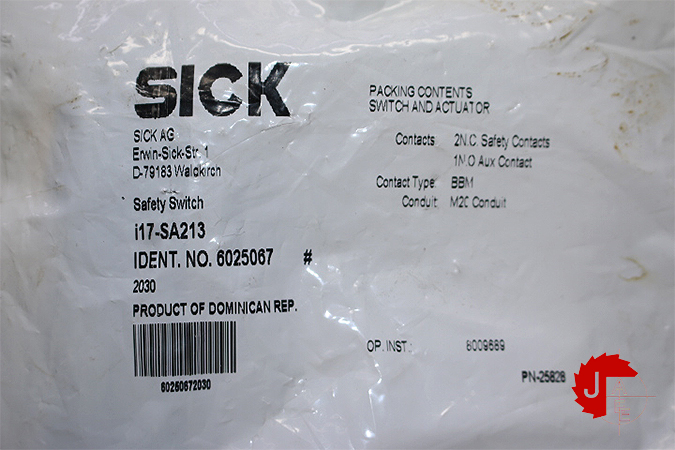 SICK
SICK AG
Erwin-Sick-Str. 1
D-79183 Waldkirch
Safety Switch
i17-SA213
IDENT. NO. 6025067 #
2030
PRODUCT OF DOMINICAN REP.
60250672030
PACKING CONTENTS
SWITCH AND ACTUATOR
Contacts: 2N.C. Safety Contacts
1N.O Aux Contact
Contact Type: BBM
Conduit: M20 Conduit
OP. INST.: 8009689
PN-25828
J